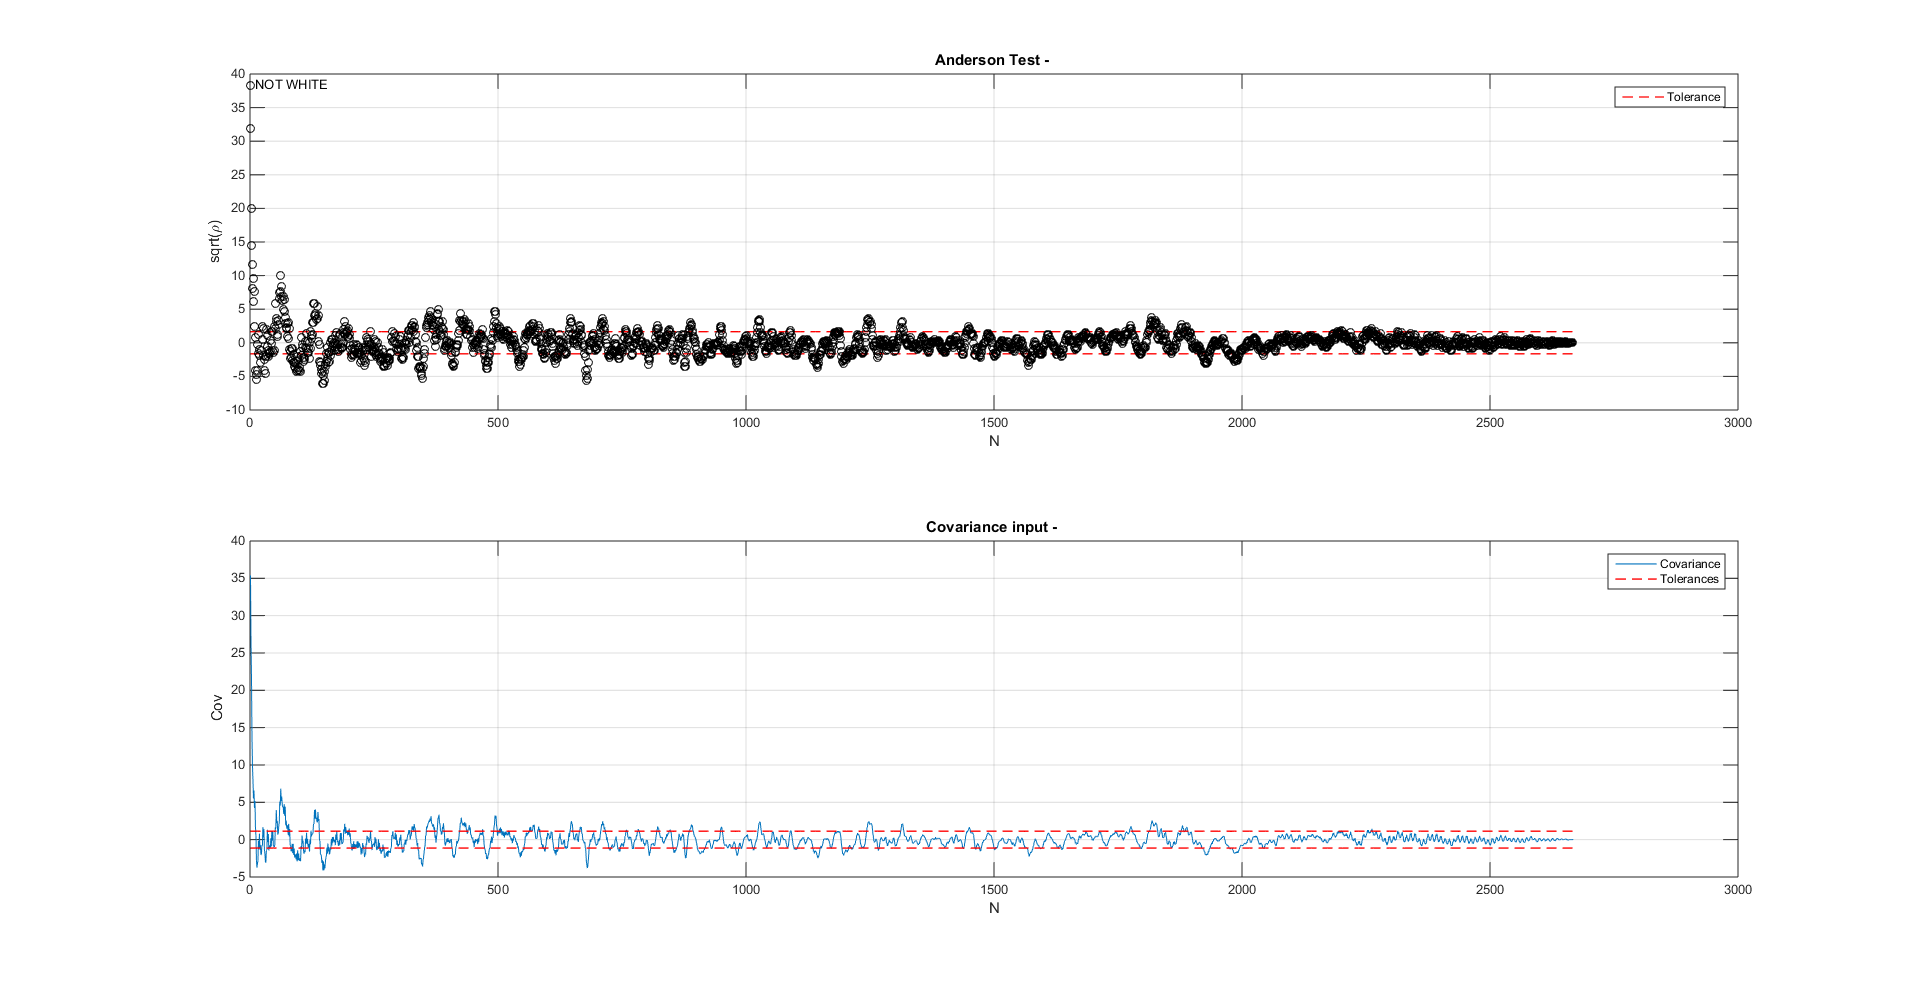 Anderson Test -
40
NOT WHITE
Tolerance
35
30
25
20
15
10
5
0
-5
-10
sqrt(ρ)
0 500 1000 1500 2000 2500 3000
N
Covariance input -
40
Covariance
Tolerances
35
30
25
20
15
10
5
0
-5
Cov
0 500 1000 1500 2000 2500 3000
N